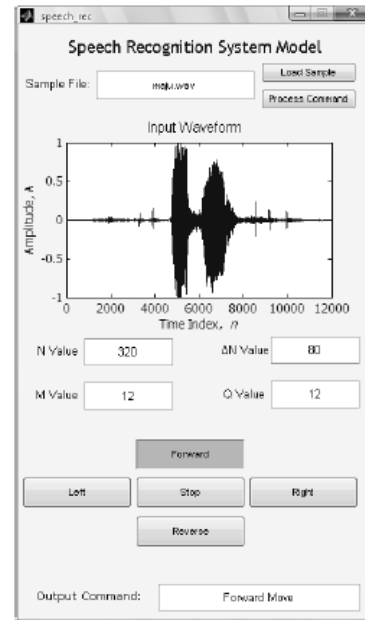 speech_rec
Speech Recognition System Model
Sample File:
maju.wav
Load Sample
Process Command
Input Waveform
Amplitude, A
1
0.5
0
-0.5
-1
0 2000 4000 6000 8000 10000 12000
Time Index, n
N Value 320 ΔN Value 80
M Value 12 Q Value 12
Forward
Left Stop Right
Reverse
Output Command: Forward Move